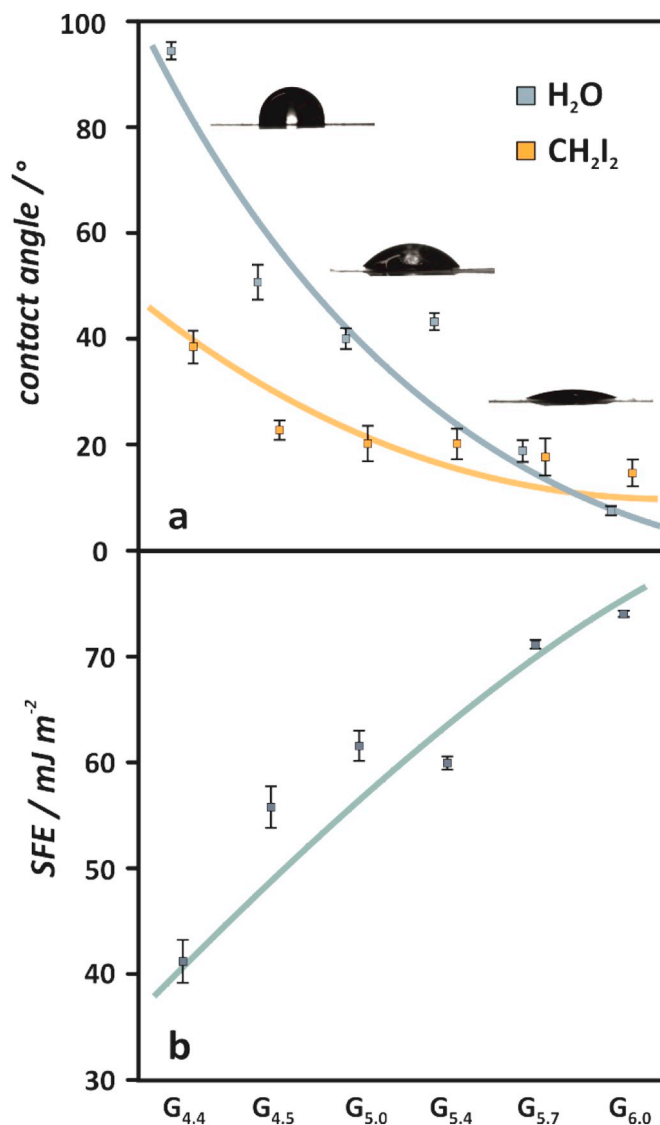 100
80
60
40
20
0
contact angle /°
H₂O
CH₂I₂
a
70
60
50
40
30
SFE / mJ m⁻²
b
G₄.₄ G₄.₅ G₅.₀ G₅.₄ G₅.₇ G₆.₀